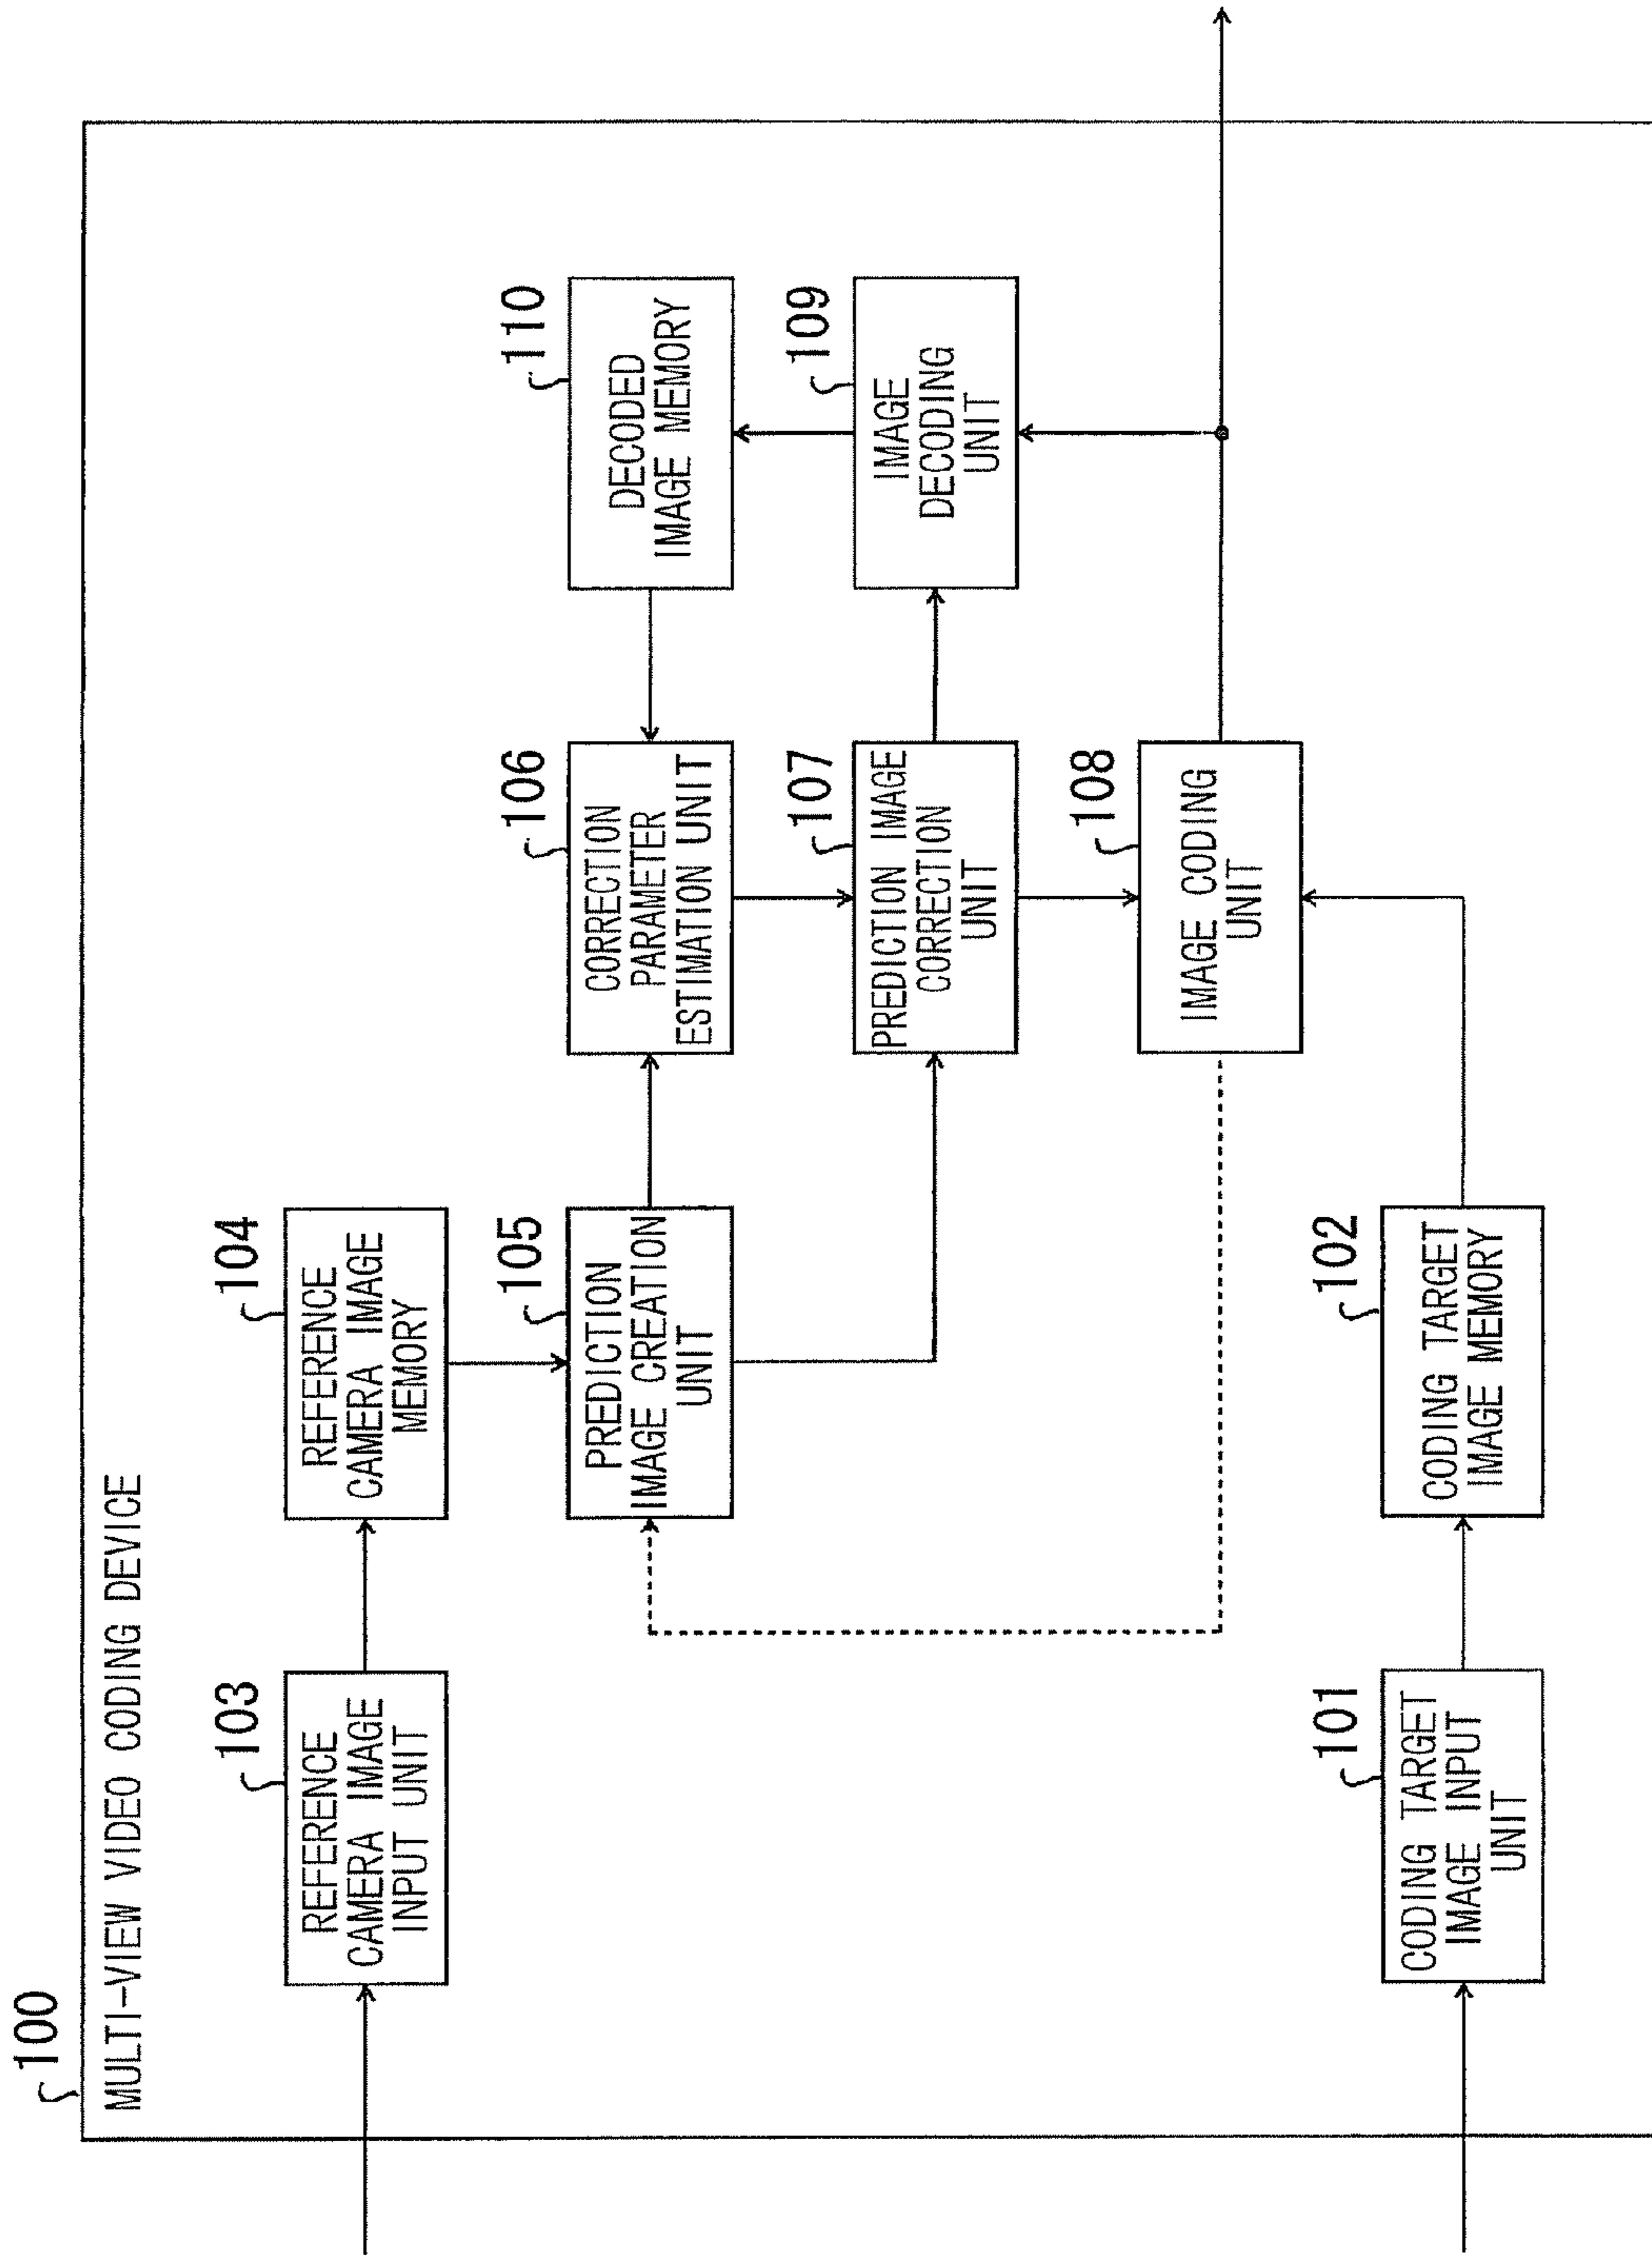 100
MULTI-VIEW VIDEO CODING DEVICE
103
REFERENCE
CAMERA IMAGE
INPUT UNIT
104
REFERENCE
CAMERA IMAGE
MEMORY
105
PREDICTION
IMAGE CREATION
UNIT
106
CORRECTION
PARAMETER
ESTIMATION UNIT
110
DECODED
IMAGE MEMORY
107
PREDICTION IMAGE
CORRECTION
UNIT
109
IMAGE
DECODING
UNIT
108
IMAGE CODING
UNIT
101
CODING TARGET
IMAGE INPUT
UNIT
102
CODING TARGET
IMAGE MEMORY